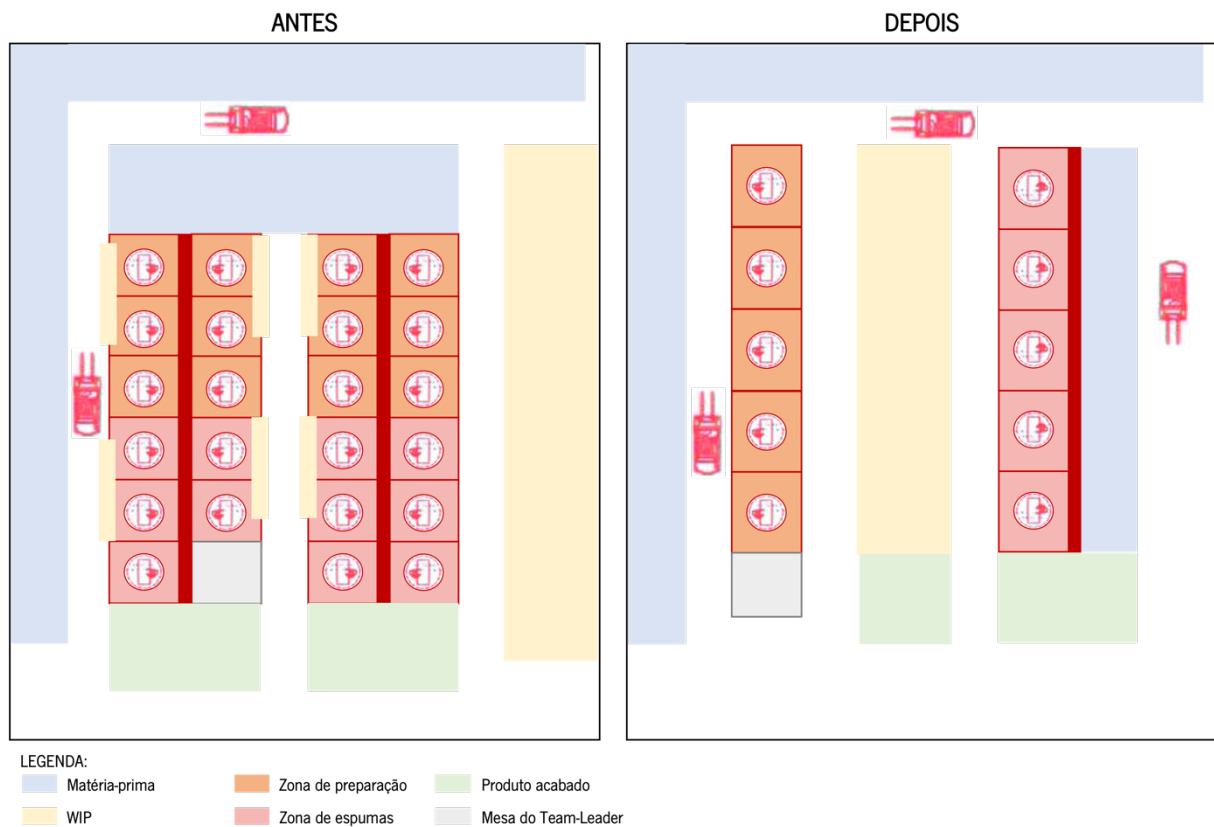 ANTES
DEPOIS
LEGENDA:
Matéria-prima
Zona de preparação
Produto acabado
WIP
Zona de espumas
Mesa do Team-Leader